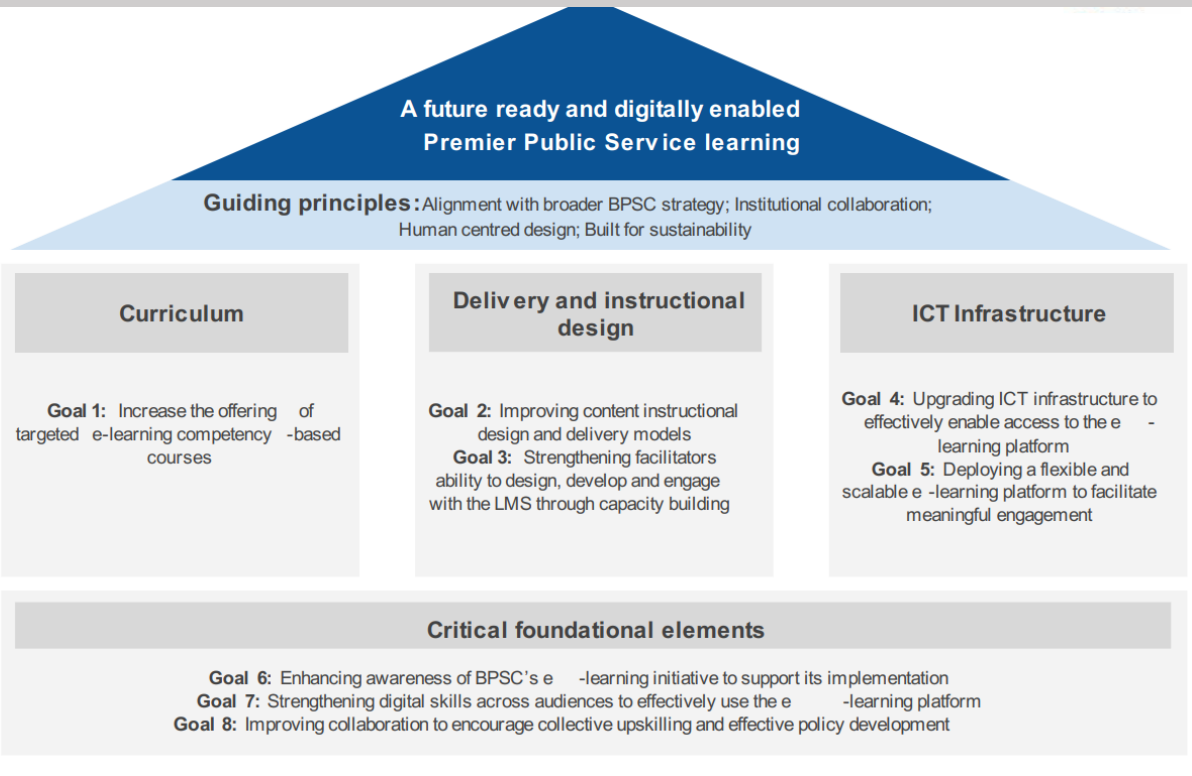 A future ready and digitally enabled
Premier Public Service learning
Guiding principles: Alignment with broader BPSC strategy; Institutional collaboration;
Human centred design; Built for sustainability
Curriculum
Goal 1: Increase the offering of
targeted e-learning competency -based
courses
Delivery and instructional
design
Goal 2: Improving content instructional
design and delivery models
Goal 3: Strengthening facilitators
ability to design, develop and engage
with the LMS through capacity building
ICT Infrastructure
Goal 4: Upgrading ICT infrastructure to
effectively enable access to the e -
learning platform
Goal 5: Deploying a flexible and
scalable e -learning platform to facilitate
meaningful engagement
Critical foundational elements
Goal 6: Enhancing awareness of BPSC's e -learning initiative to support its implementation
Goal 7: Strengthening digital skills across audiences to effectively use the e -learning platform
Goal 8: Improving collaboration to encourage collective upskilling and effective policy development